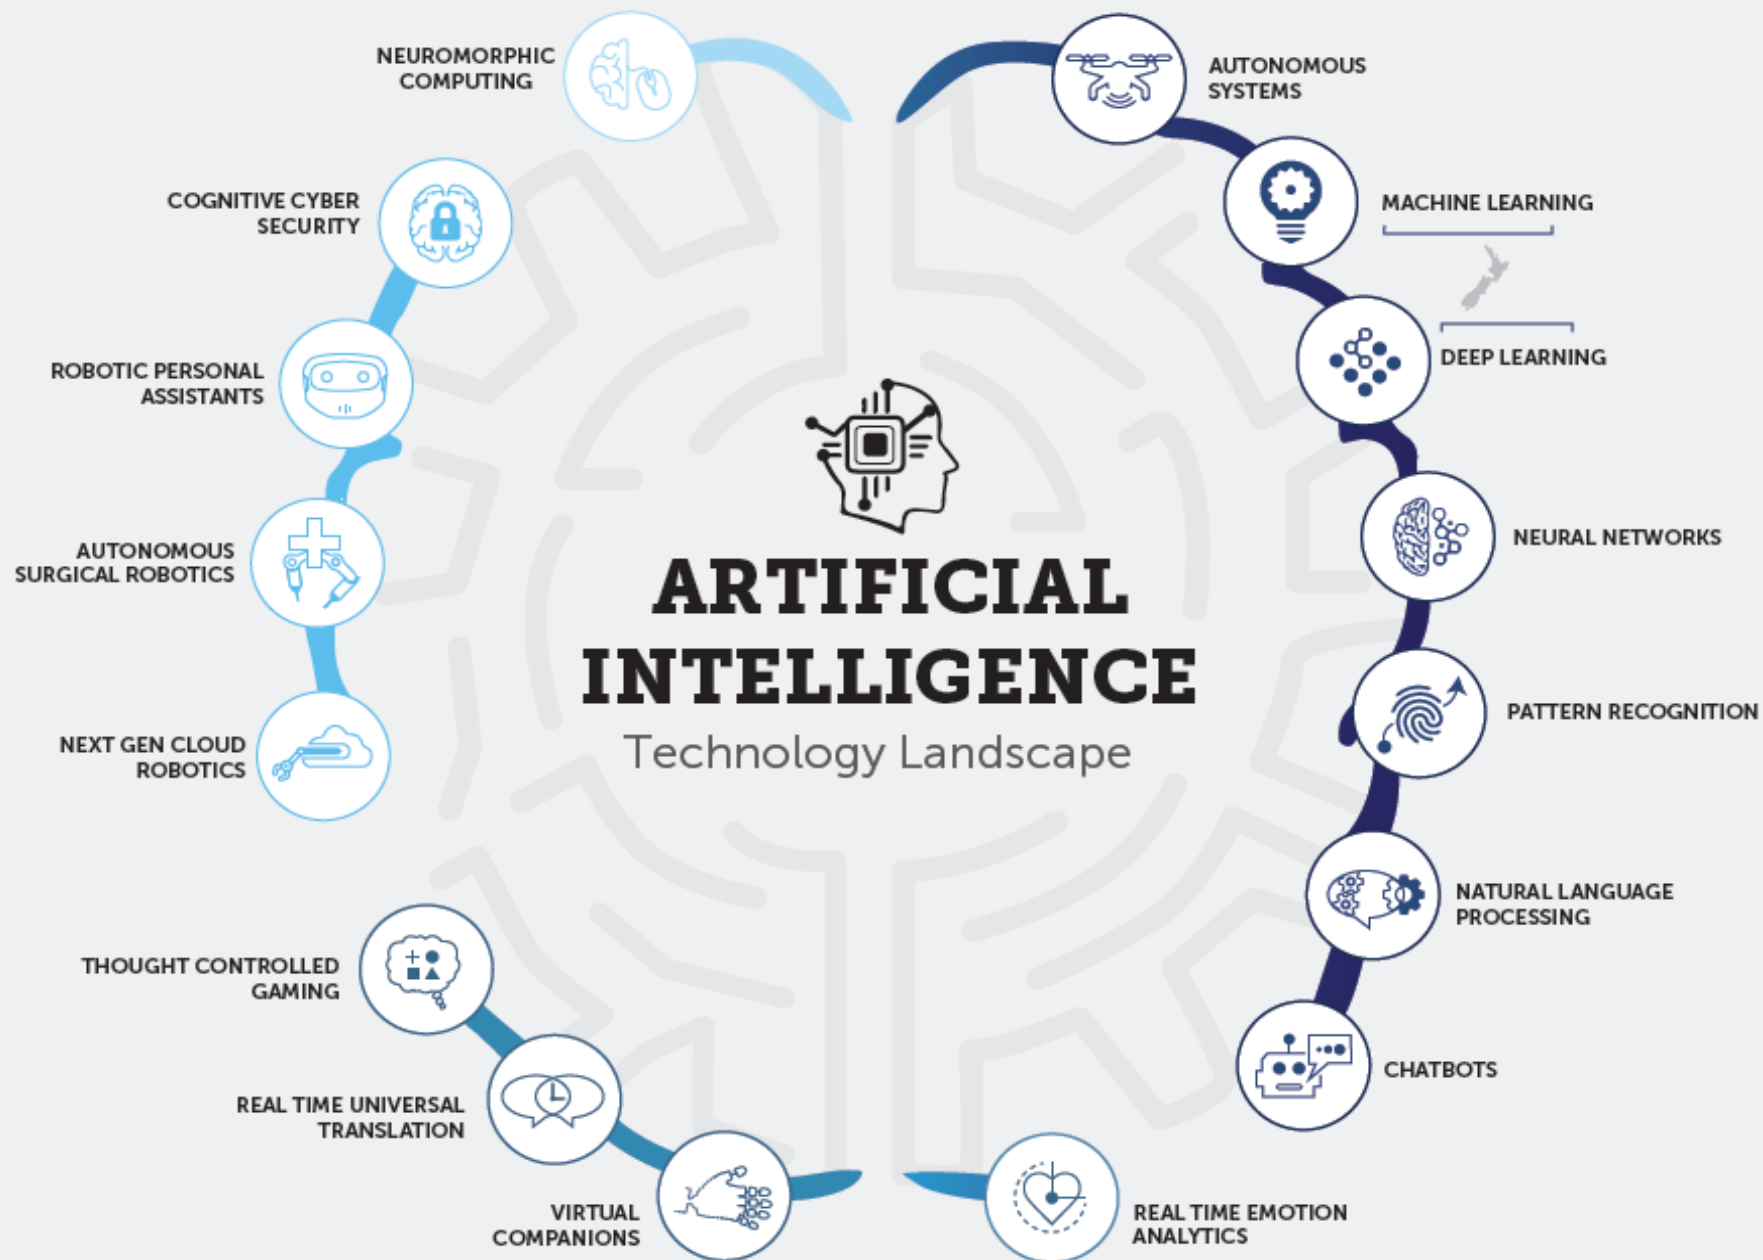 NEUROMORPHIC
COMPUTING
AUTONOMOUS
SYSTEMS
COGNITIVE CYBER
SECURITY
MACHINE LEARNING
ROBOTIC PERSONAL
ASSISTANTS
DEEP LEARNING
AUTONOMOUS
SURGICAL ROBOTICS
NEURAL NETWORKS
ARTIFICIAL
INTELLIGENCE
Technology Landscape
NEXT GEN CLOUD
ROBOTICS
PATTERN RECOGNITION
NATURAL LANGUAGE
PROCESSING
THOUGHT CONTROLLED
GAMING
CHATBOTS
REAL TIME UNIVERSAL
TRANSLATION
VIRTUAL
COMPANIONS
REAL TIME EMOTION
ANALYTICS